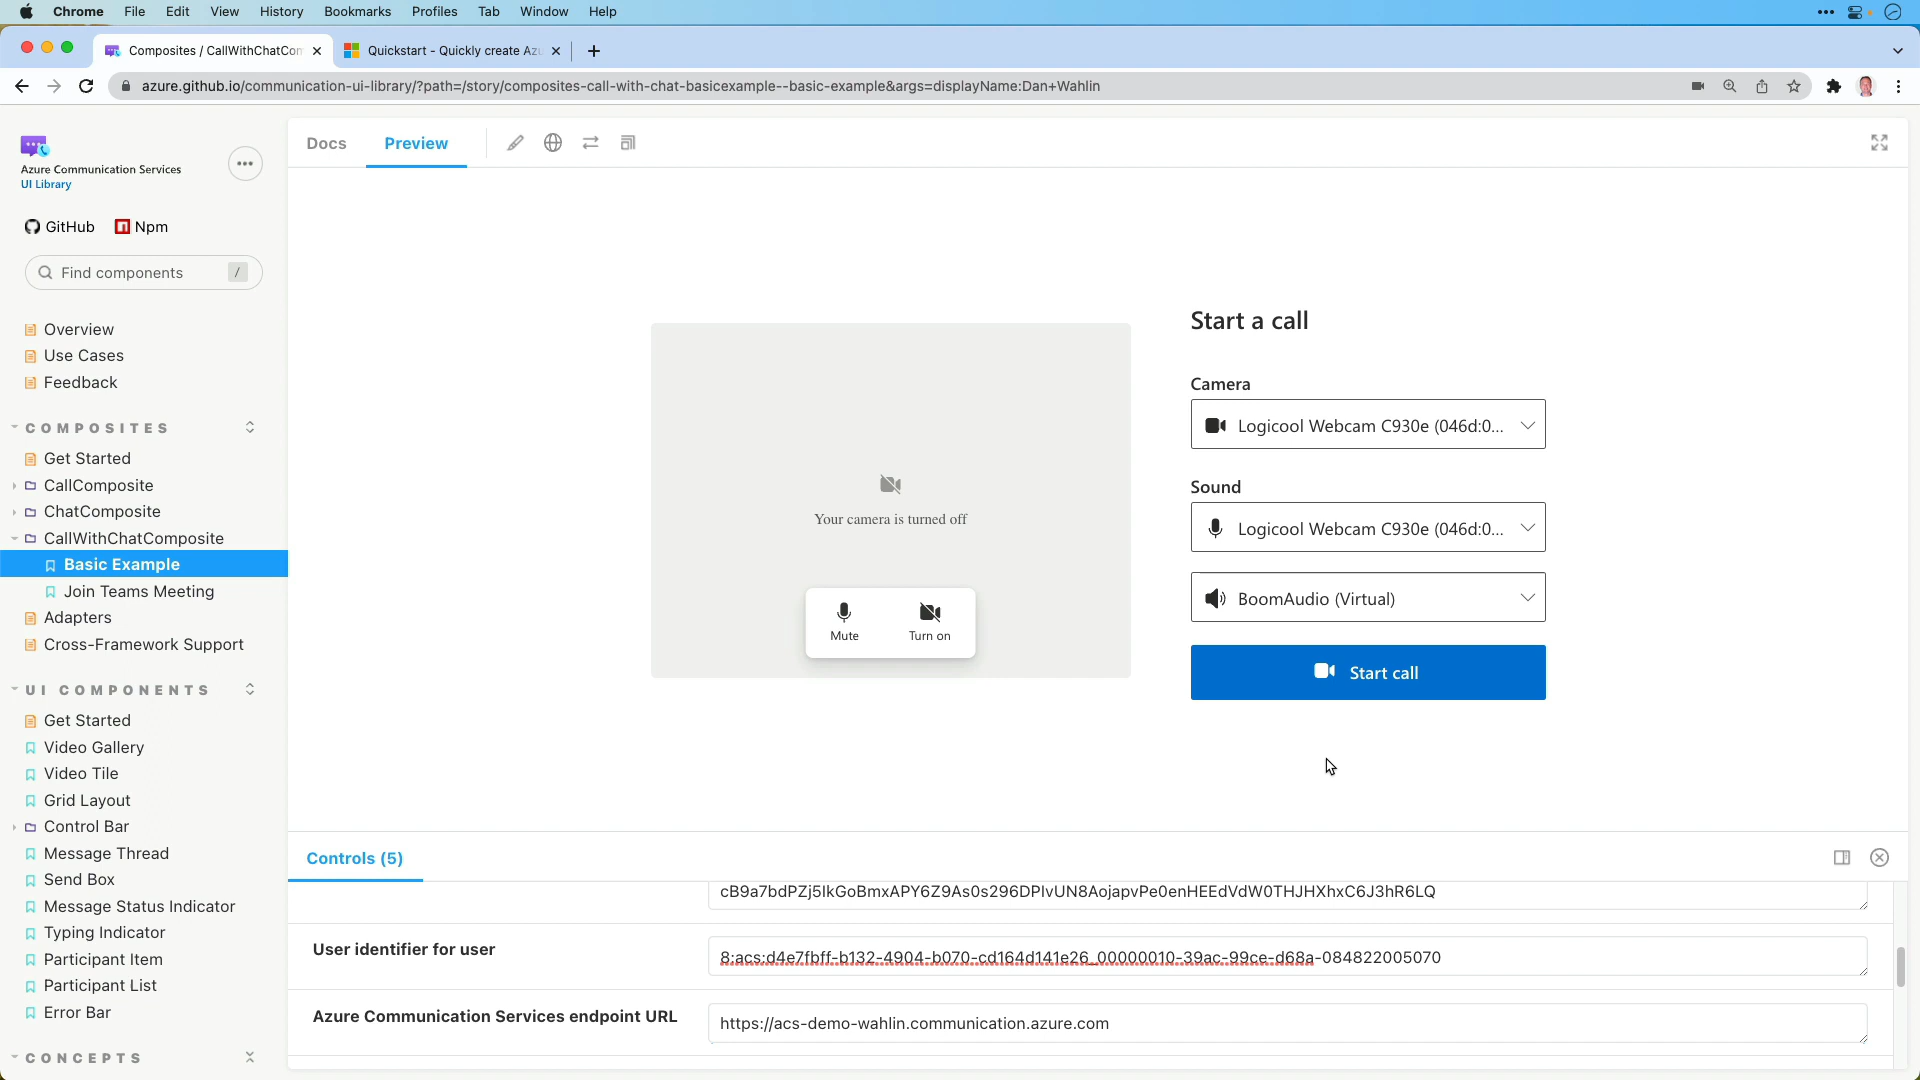 Chrome File Edit View History Bookmarks Profiles Tab Window Help
Composites / CallWithChatCom
Quickstart - Quickly create Azu
azure.github.io/communication-ui-library/?path=/story/composites-call-with-chat-basicexample--basic-example&args=displayName:Dan+Wahlin
Azure Communication Services
UI Library
GitHub Npm
Find components /
Overview
Use Cases
Feedback
COMPOSITES
Get Started
CallComposite
ChatComposite
CallWithChatComposite
Basic Example
Join Teams Meeting
Adapters
Cross-Framework Support
UI COMPONENTS
Get Started
Video Gallery
Video Tile
Grid Layout
Control Bar
Message Thread
Send Box
Message Status Indicator
Typing Indicator
Participant Item
Participant List
Error Bar
CONCEPTS
Docs Preview
Your camera is turned off
Mute Turn on
Start a call
Camera
Logicool Webcam C930e (046d:0...
Sound
Logicool Webcam C930e (046d:0...
BoomAudio (Virtual)
Start call
Controls (5)
cB9a7bdPZj5IkGoBmxAPY6Z9As0s296DPIvUN8AojapvPe0enHEEdVdW0THJHXhxC6J3hR6LQ
User identifier for user
8:acs:d4e7fbff-b132-4904-b070-cd164d141e26_00000010-39ac-99ce-d68a-084822005070
Azure Communication Services endpoint URL
https://acs-demo-wahlin.communication.azure.com